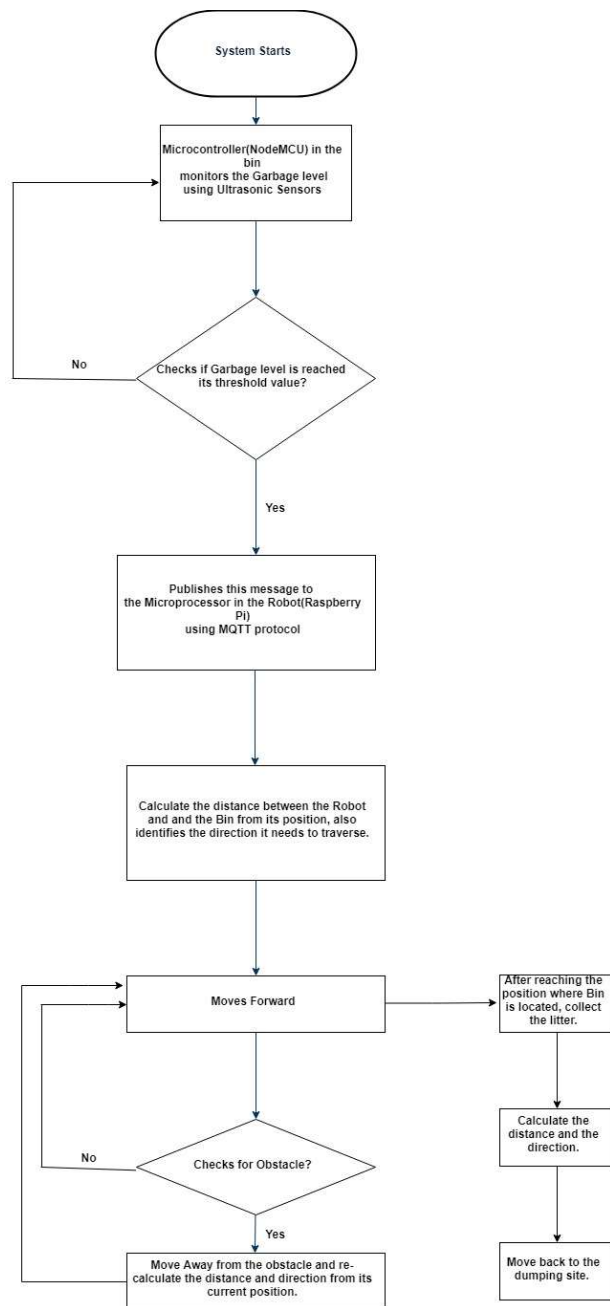 System Starts
Microcontroller(NodeMCU) in the
bin
monitors the Garbage level
using Ultrasonic Sensors
No
Checks if Garbage level is reached
its threshold value?
Yes
Publishes this message to
the Microprocessor in the Robot(Raspberry
Pi)
using MQTT protocol
Calculate the distance between the Robot
and and the Bin from its position, also
identifies the direction it needs to traverse.
Moves Forward
After reaching the
position where Bin
is located, collect
the litter.
No
Checks for Obstacle?
Calculate the
distance and the
direction.
Yes
Move Away from the obstacle and re-
calculate the distance and direction from its
current position.
Move back to the
dumping site.